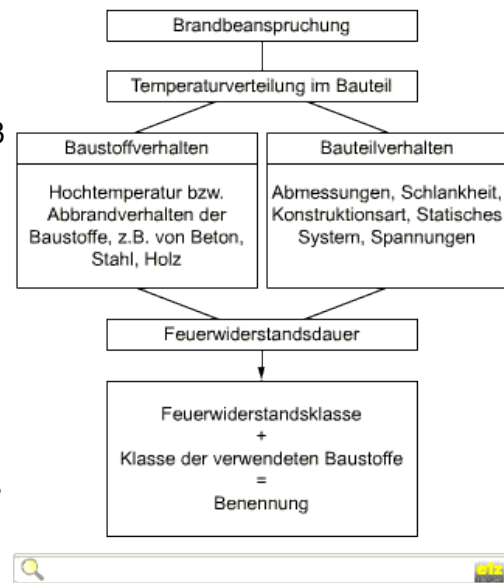 Brandbeanspruchung
Temperaturverteilung im Bauteil
Baustoffverhalten
Hochtemperatur bzw.
Abbrandverhalten der
Baustoffe, z.B. von Beton,
Stahl, Holz
Bauteilverhalten
Abmessungen, Schlankheit,
Konstruktionsart, Statisches
System, Spannungen
Feuerwiderstandsdauer
Feuerwiderstandsklasse
+
Klasse der verwendeten Baustoffe
=
Benennung